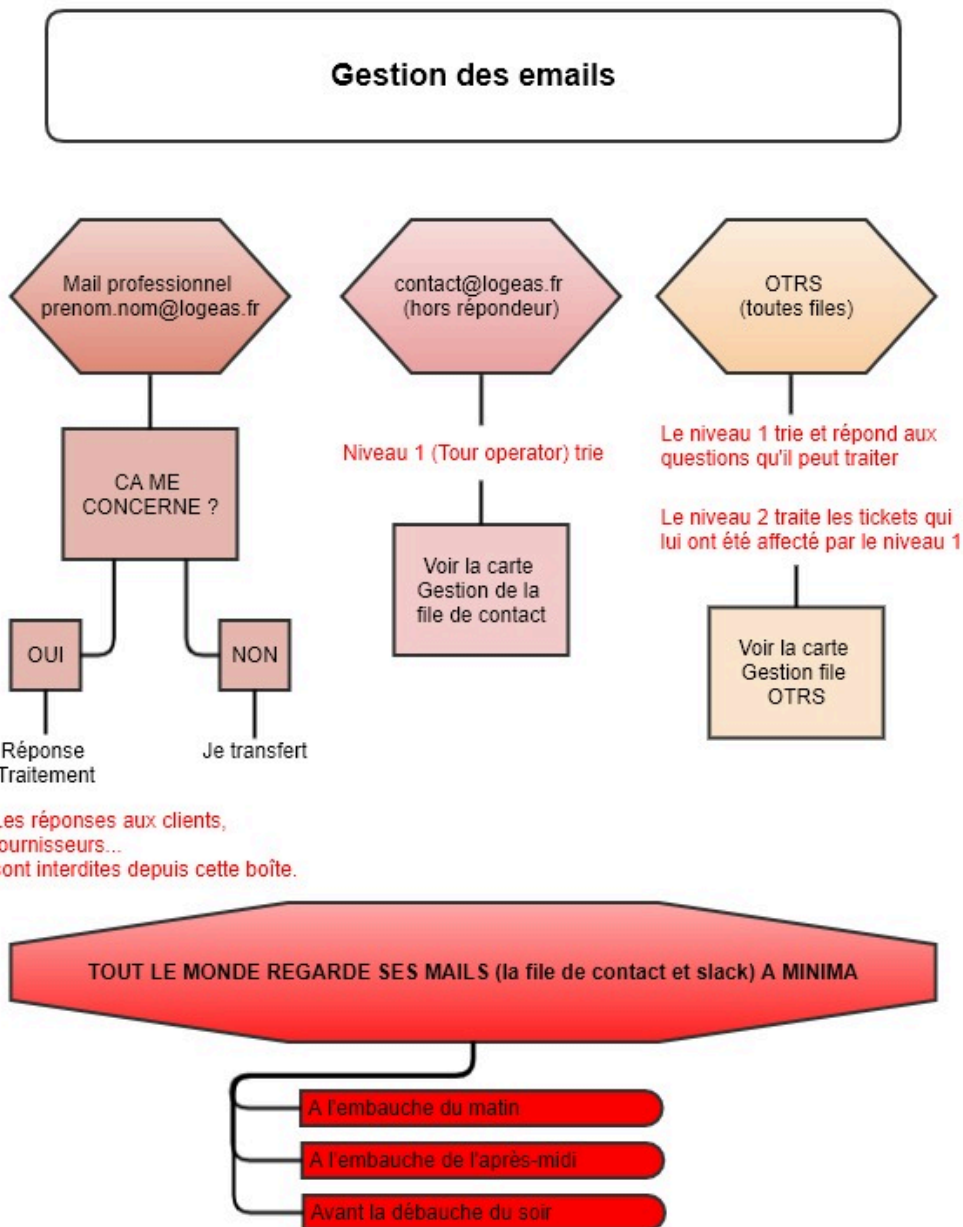 Gestion des emails
Mail professionnel
prenom.nom@logeas.fr
contact@logeas.fr
(hors répondeur)
OTRS
(toutes files)
CA ME
CONCERNE ?
OUI
NON
Réponse
Traitement
Je transfert
Les réponses aux clients,
fournisseurs...
sont interdites depuis cette boîte.
Niveau 1 (Tour operator) trie
Voir la carte
Gestion de la
file de contact
Le niveau 1 trie et répond aux
questions qu'il peut traiter
Le niveau 2 traite les tickets qui
lui ont été affecté par le niveau 1
Voir la carte
Gestion file
OTRS
TOUT LE MONDE REGARDE SES MAILS (la file de contact et slack) A MINIMA
A l'embauche du matin
A l'embauche de l'après-midi
Avant la débauche du soir